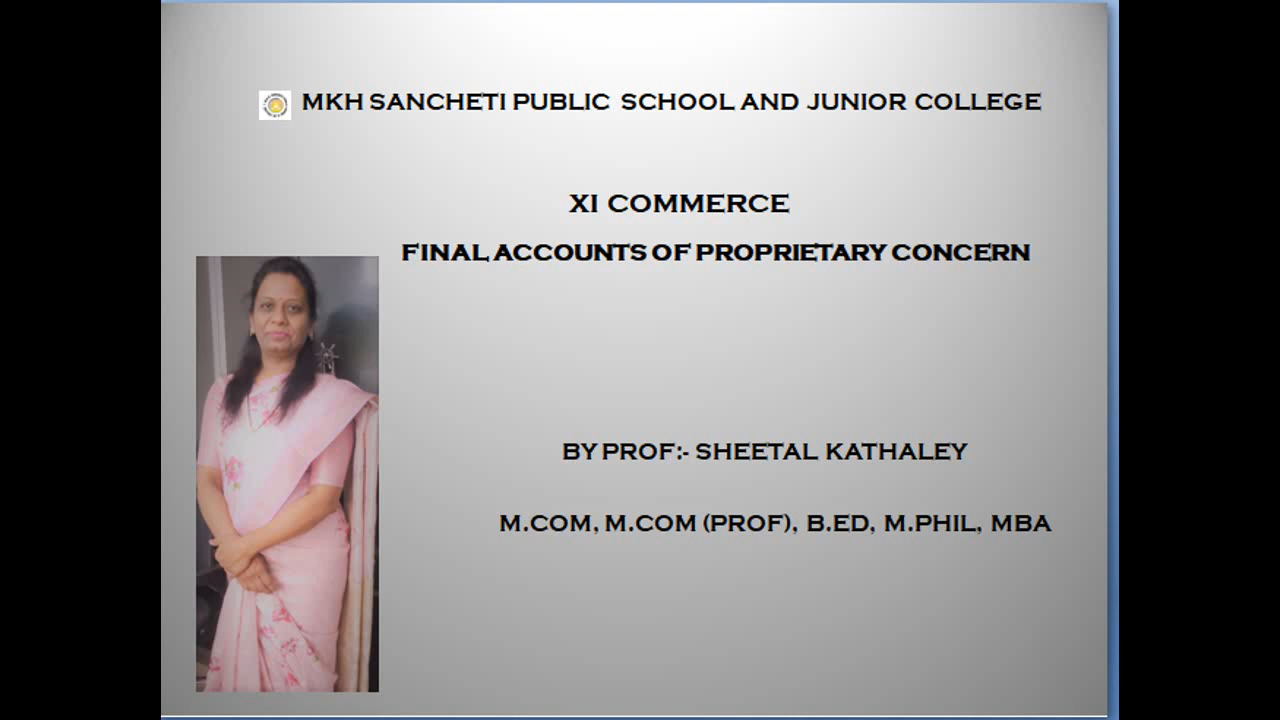 MKH SANCHETI PUBLIC SCHOOL AND JUNIOR COLLEGE
XI COMMERCE
FINAL ACCOUNTS OF PROPRIETARY CONCERN
BY PROF:- SHEETAL KATHALEY
M.COM, M.COM (PROF), B.ED, M.PHIL, MBA